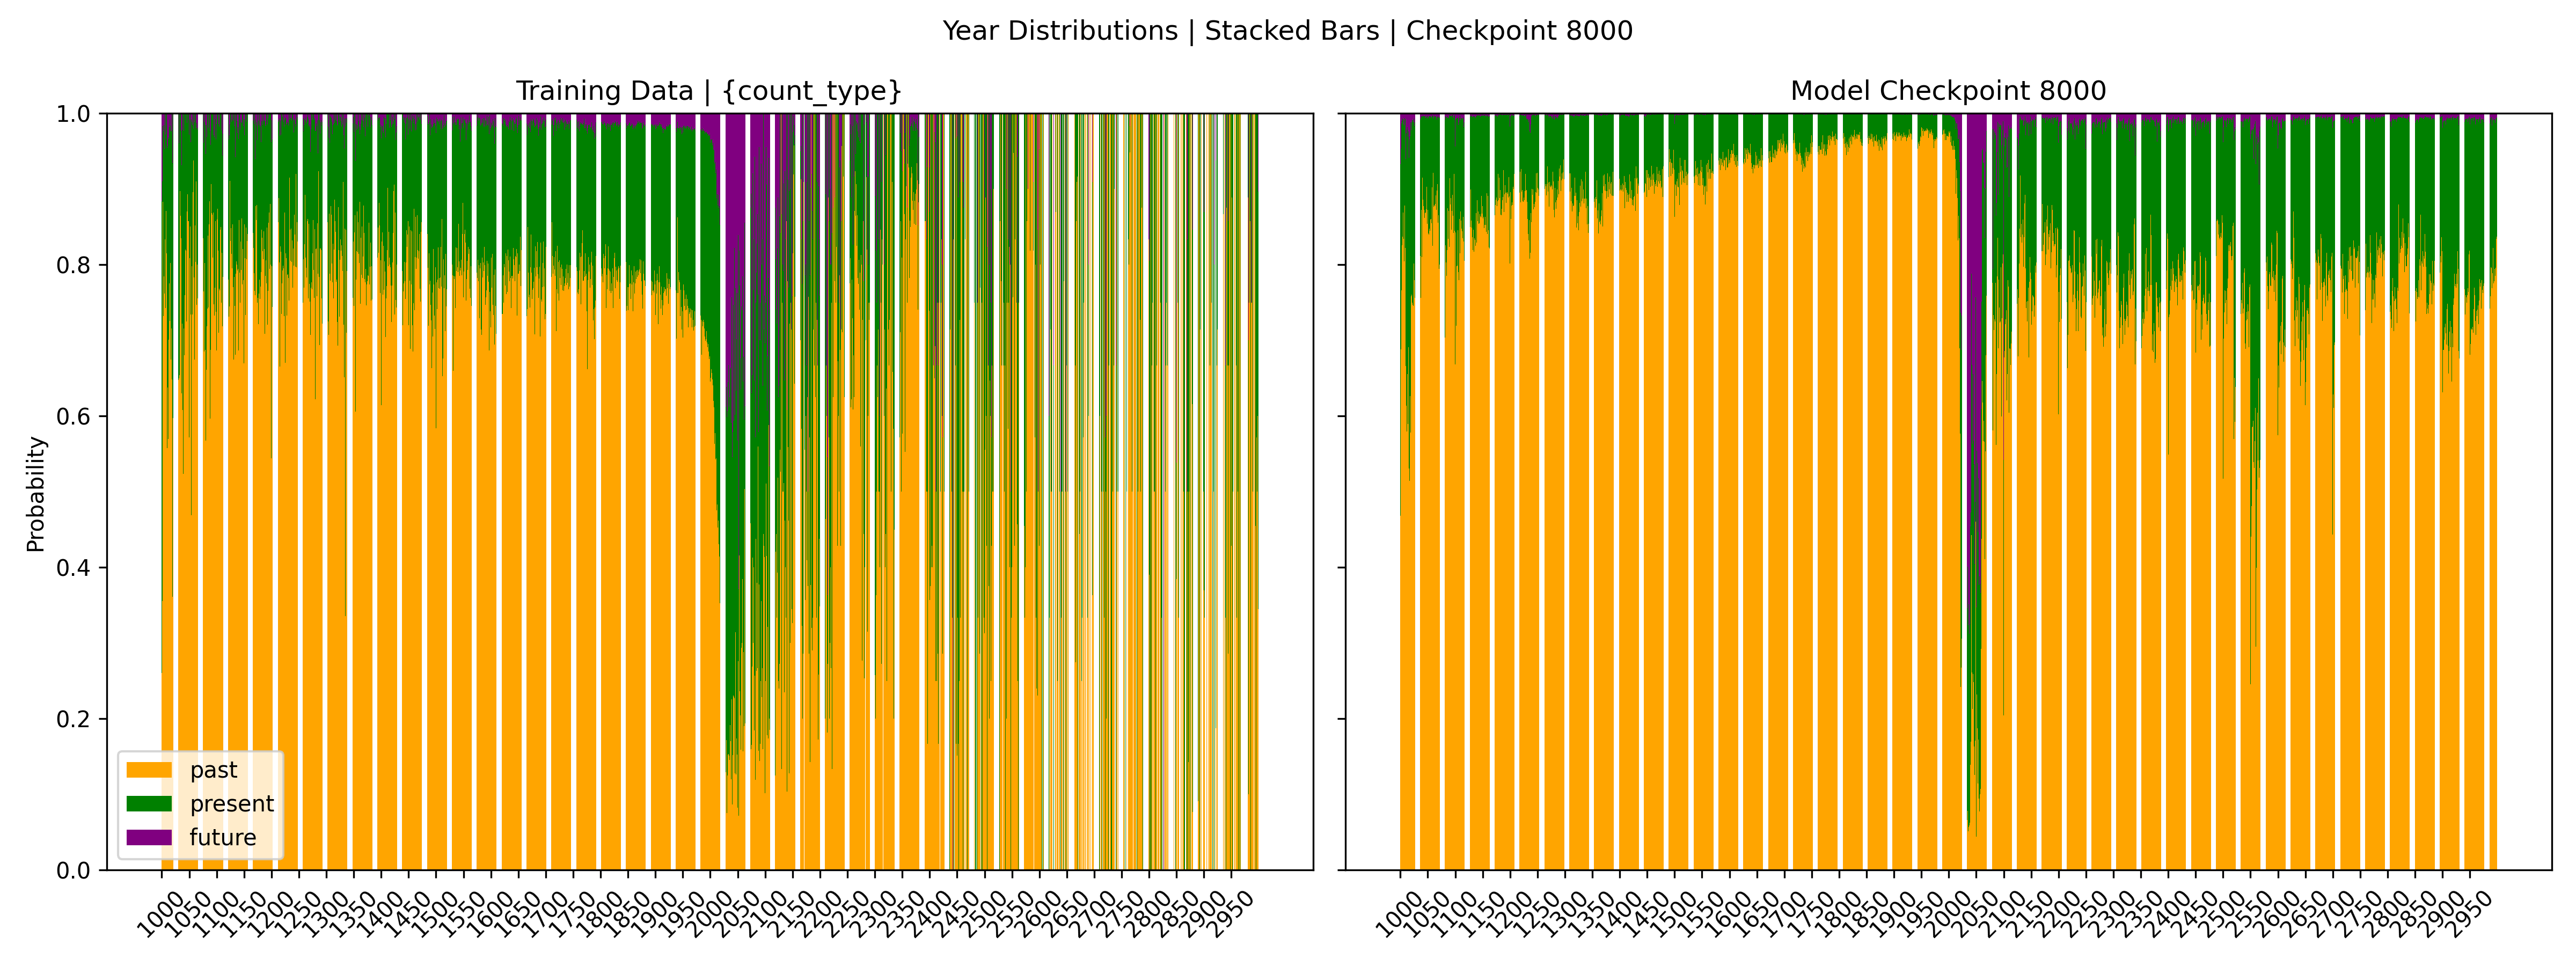 Year Distributions | Stacked Bars | Checkpoint 8000
Training Data | {count_type}
Model Checkpoint 8000
Probability
1.0
0.8
0.6
0.4
0.2
0.0
past
present
future
1000 1050 1100 1150 1200 1250 1300 1350 1400 1450 1500 1550 1600 1650 1700 1750 1800 1850 1900 1950 2000 2050 2100 2150 2200 2250 2300 2350 2400 2450 2500 2550 2600 2650 2700 2750 2800 2850 2900 2950
1000 1050 1100 1150 1200 1250 1300 1350 1400 1450 1500 1550 1600 1650 1700 1750 1800 1850 1900 1950 2000 2050 2100 2150 2200 2250 2300 2350 2400 2450 2500 2550 2600 2650 2700 2750 2800 2850 2900 2950